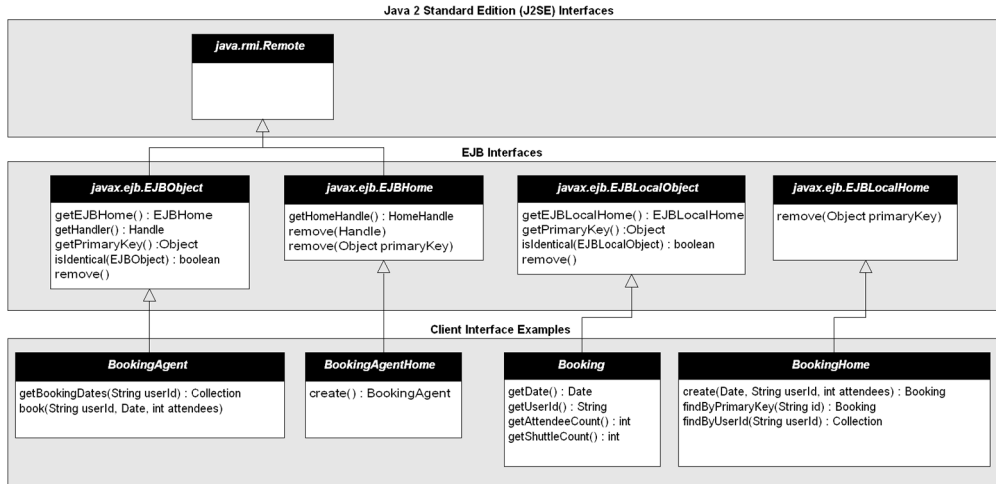 Java 2 Standard Edition (J2SE) Interfaces
java.rmi.Remote
EJB Interfaces
javax.ejb.EJBObject
getEJBHome() : EJBHome
getHandler() : Handle
getPrimaryKey() :Object
isIdentical(EJBObject) : boolean
remove()
javax.ejb.EJBHome
getHomeHandle() : HomeHandle
remove(Handle)
remove(Object primaryKey)
javax.ejb.EJBLocalObject
getEJBLocalHome() : EJBLocalHome
getPrimaryKey() :Object
isIdentical(EJBLocalObject) : boolean
remove()
javax.ejb.EJBLocalHome
remove(Object primaryKey)
Client Interface Examples
BookingAgent
getBookingDates(String userId) : Collection
book(String userId, Date, int attendees)
BookingAgentHome
create() : BookingAgent
Booking
getDate() : Date
getUserId() : String
getAttendeeCount() : int
getShuttleCount() : int
BookingHome
create(Date, String userId, int attendees) : Booking
findByPrimaryKey(String id) : Booking
findByUserId(String userId) : Collection